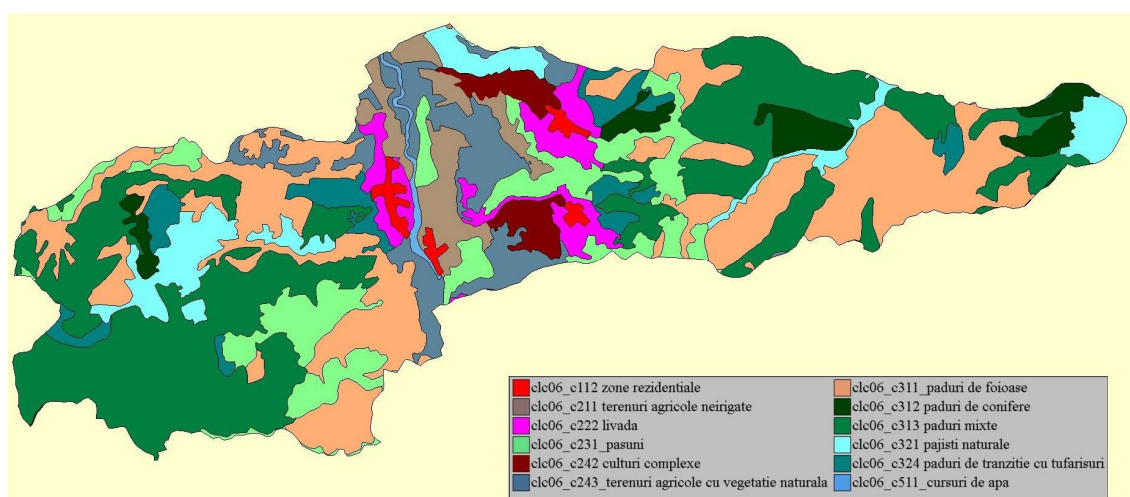 clc06_c112 zone rezidentiale
clc06_c211 terenuri agricole neirigate
clc06_c222 livada
clc06_c231_pasuni
clc06_c242 culturi complexe
clc06_c243_terenuri agricole cu vegetatie naturala
clc06_c311_paduri de foioase
clc06_c312 paduri de conifere
clc06_c313 paduri mixte
clc06_c321 pajisti naturale
clc06_c324 paduri de tranzitie cu tufarisuri
clc06_c511_cursuri de apa